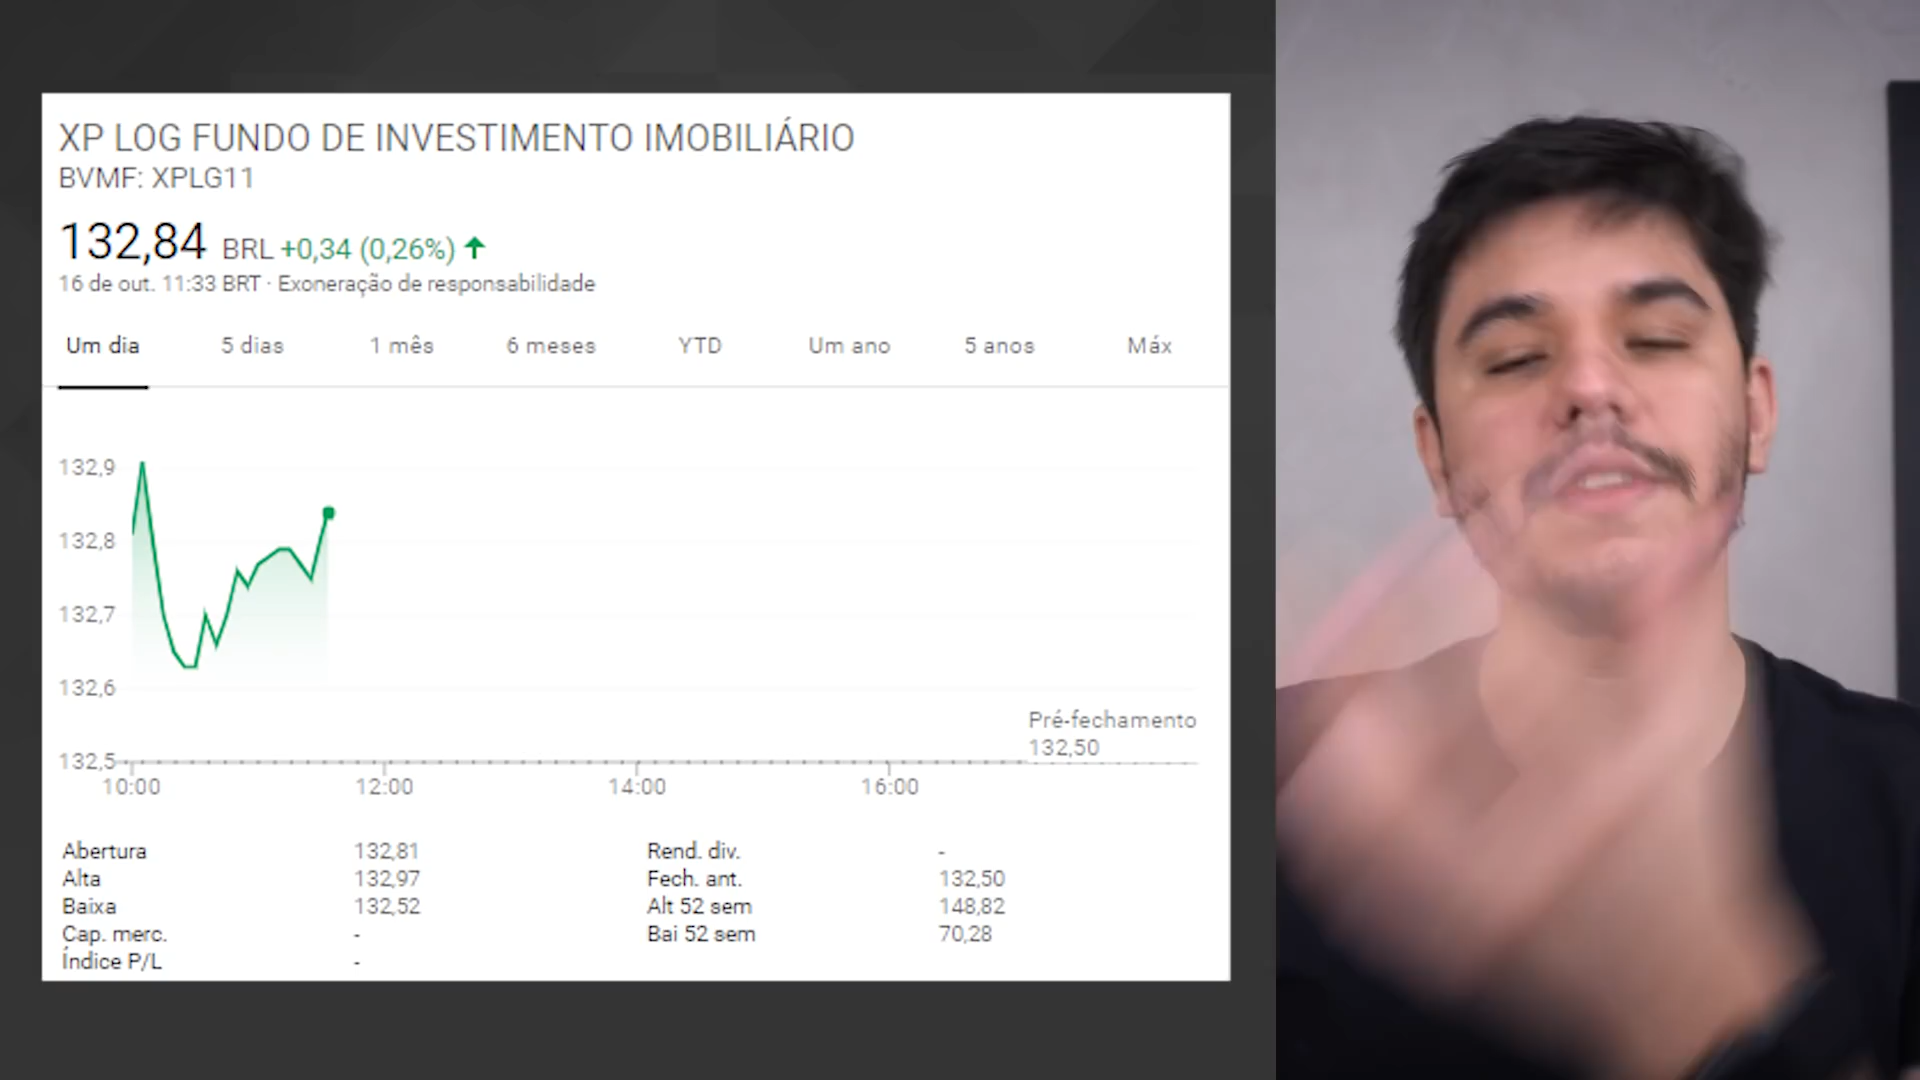 XP LOG FUNDO DE INVESTIMENTO IMOBILIÁRIO
BVMF: XPLG11
132,84 BRL +0,34 (0,26%) ↑
16 de out. 11:33 BRT · Exoneração de responsabilidade
Um dia 5 dias 1 mês 6 meses YTD Um ano 5 anos Máx
132,9
132,8
132,7
132,6
Pré-fechamento
132,50
132,5
10:00 12:00 14:00 16:00
Abertura 132,81 Rend. div. -
Alta 132,97 Fech. ant. 132,50
Baixa 132,52 Alt 52 sem 148,82
Cap. merc. - Bai 52 sem 70,28
Índice P/L -